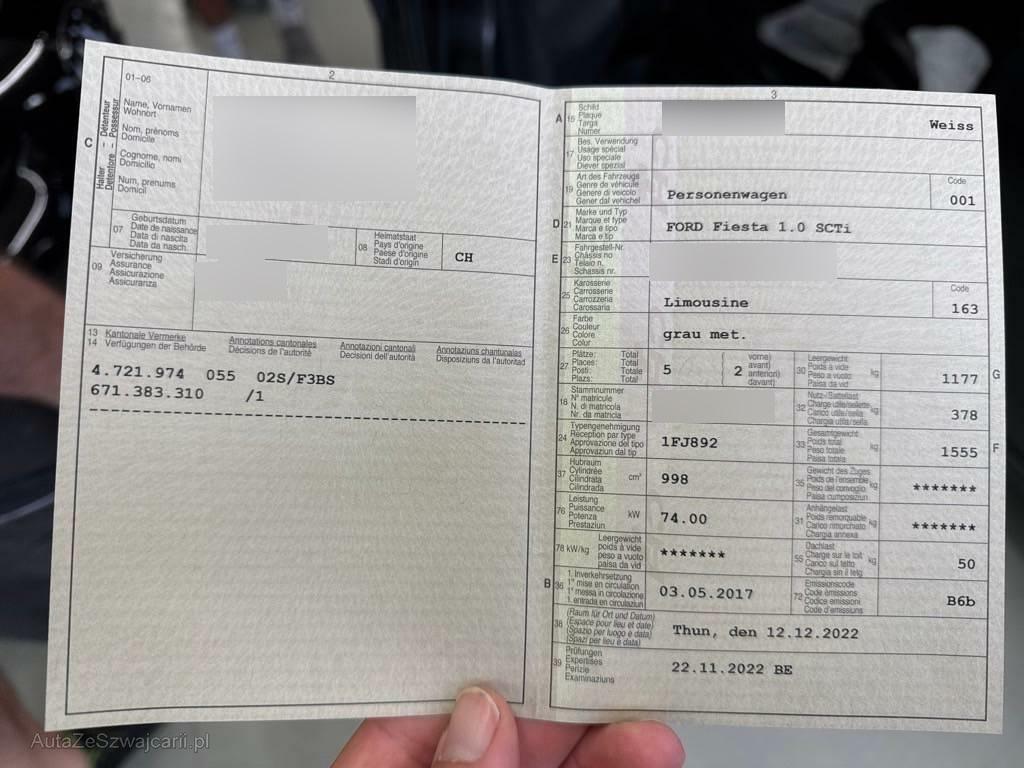 2
01-06
C
Halter - Détenteur
Detentore - Possessur
Name, Vornamen
Wohnort
Nom, prénoms
Domicile
Cognome, nomi
Domicilio
Num, prenums
Domicil
07
Geburtsdatum
Date de naissance
Data di nascita
Data da nasch.
08
Heimatstaat
Pays d'origine
Paese d'origine
Stadi d'origin
CH
09
Versicherung
Assurance
Assicurazione
Assicuranza
13 Kantonale Vermerke Annotations cantonales Annotazioni cantonali Annotaziuns chantunalas
14 Verfügungen der Behörde Décisions de l'autorité Decisioni dell'autorità Disposiziuns da l'autoritad
4.721.974 055 02S/F3BS
671.383.310 /1
3
A 15
Schild
Plaque
Targa
Numer
Weiss
17
Bes. Verwendung
Usage spécial
Uso speciale
Diever spezial
19
Art des Fahrzeugs
Genre de véhicule
Genere di veicolo
Gener dal vehichel
Personenwagen
Code
001
D 21
Marke und Typ
Marque et type
Marca e tipo
Marca e tip
FORD Fiesta 1.0 SCTi
E 23
Fahrgestell-Nr.
Châssis no
Telaio n.
Schassis nr.
25
Karosserie
Carrosserie
Carrozzeria
Carossaria
Limousine
Code
163
26
Farbe
Couleur
Colore
Colur
grau met.
27
Plätze: Total
Places: Total
Posti: Totale
Plazs: Total
5
2
vorne)
avant)
anteriori)
davant)
30
Leergewicht
Poids à vide
Peso a vuoto
Paisa da vid
kg
1177
G
18
Stammnummer
N° matricule
N. di matricola
Nr. da matricla
32
Nutz-/Sattellast
Charge utile/sellette
Carico utile/sella
Chargia utila/sella
kg
378
24
Typengenehmigung
Réception par type
Approvazione del tipo
Approvaziun dal tip
1FJ892
33
Gesamtgewicht
Poids total
Peso totale
Paisa totala
kg
1555
F
37
Hubraum
Cylindrée
Cilindrata
Cilindrada
cm³
998
35
Gewicht des Zuges
Poids de l'ensemble
Peso del convoglio
Paisa cumposiziun
kg
*******
76
Leistung
Puissance
Potenza
Prestaziun
kW
74.00
31
Anhängelast
Poids remorquable
Carico rimorchiato
Chargia annexa
kg
*******
78 kW/kg
Leergewicht
poids à vide
peso a vuoto
paisa da vid
*******
55
Dachlast
Charge sur le toit
Carico sul tetto
Chargia sin il tetg
kg
50
B 36
1. Inverkehrsetzung
1re mise en circulation
1a messa in circolazione
1. entrada en circulaziun
03.05.2017
72
Emissionscode
Code émissions
Codice emissioni
Code d'emissiuns
B6b
38
(Raum für Ort und Datum)
(Espace pour lieu et date)
(Spazio per luogo e data)
(Spazi per lieu e data)
Thun, den 12.12.2022
39
Prüfungen
Expertises
Perizie
Examinaziuns
22.11.2022 BE
AutaZeSzwajcarii.pl